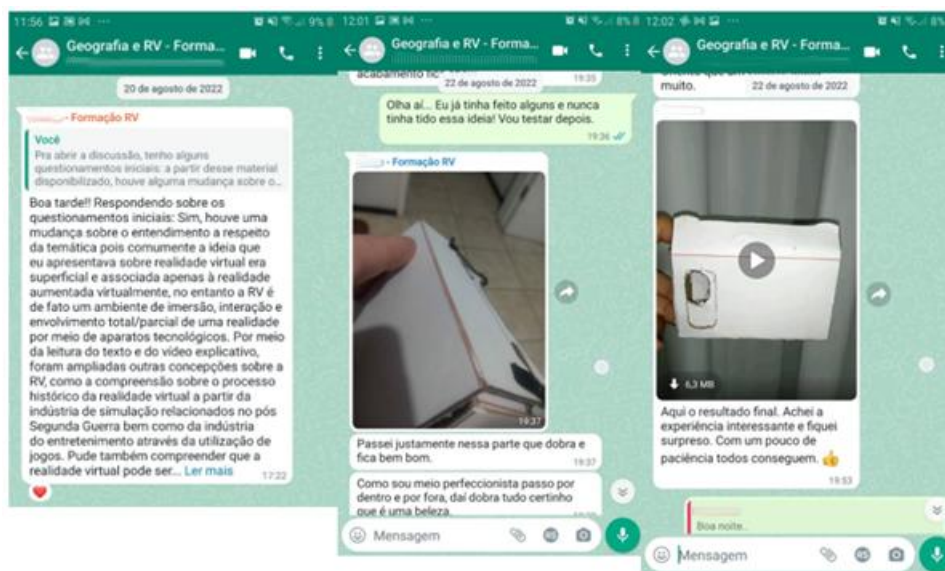 11:56 9% 8
Geografia e RV - Forma...
20 de agosto de 2022
- Formação RV
Você
Pra abrir a discussão, tenho alguns
questionamentos iniciais: a partir desse material
disponibilizado, houve alguma mudança sobre o...
Boa tarde!! Respondendo sobre os
questionamentos iniciais: Sim, houve uma
mudança sobre o entendimento a respeito
da temática pois comumente a ideia que
eu apresentava sobre realidade virtual era
superficial e associada apenas à realidade
aumentada virtualmente, no entanto a RV é
de fato um ambiente de imersão, interação e
envolvimento total/parcial de uma realidade
por meio de aparatos tecnológicos. Por meio
da leitura do texto e do vídeo explicativo,
foram ampliadas outras concepções sobre a
RV, como a compreensão sobre o processo
histórico da realidade virtual a partir da
indústria de simulação relacionados no pós
Segunda Guerra bem como da indústria
do entretenimento através da utilização de
jogos. Pude também compreender que a
realidade virtual pode ser... Ler mais
17:22
12:01 8% 8
Geografia e RV - Forma...
acabamento
19:35
22 de agosto de 2022
Olha aí... Eu já tinha feito alguns e nunca
tinha tido essa ideia! Vou testar depois.
19:36
- Formação RV
19:37
Passei justamente nessa parte que dobra e
fica bem bom.
19:37
Como sou meio perfeccionista passo por
dentro e por fora, daí dobra tudo certinho
que é uma beleza.
Mensagem
12:02 8%
Geografia e RV - Forma...
muito.
22 de agosto de 2022
6,3 MB
Aqui o resultado final. Achei a
experiência interessante e fiquei
surpreso. Com um pouco de
paciência todos conseguem. 👍
19:53
Boa noite..
Mensagem